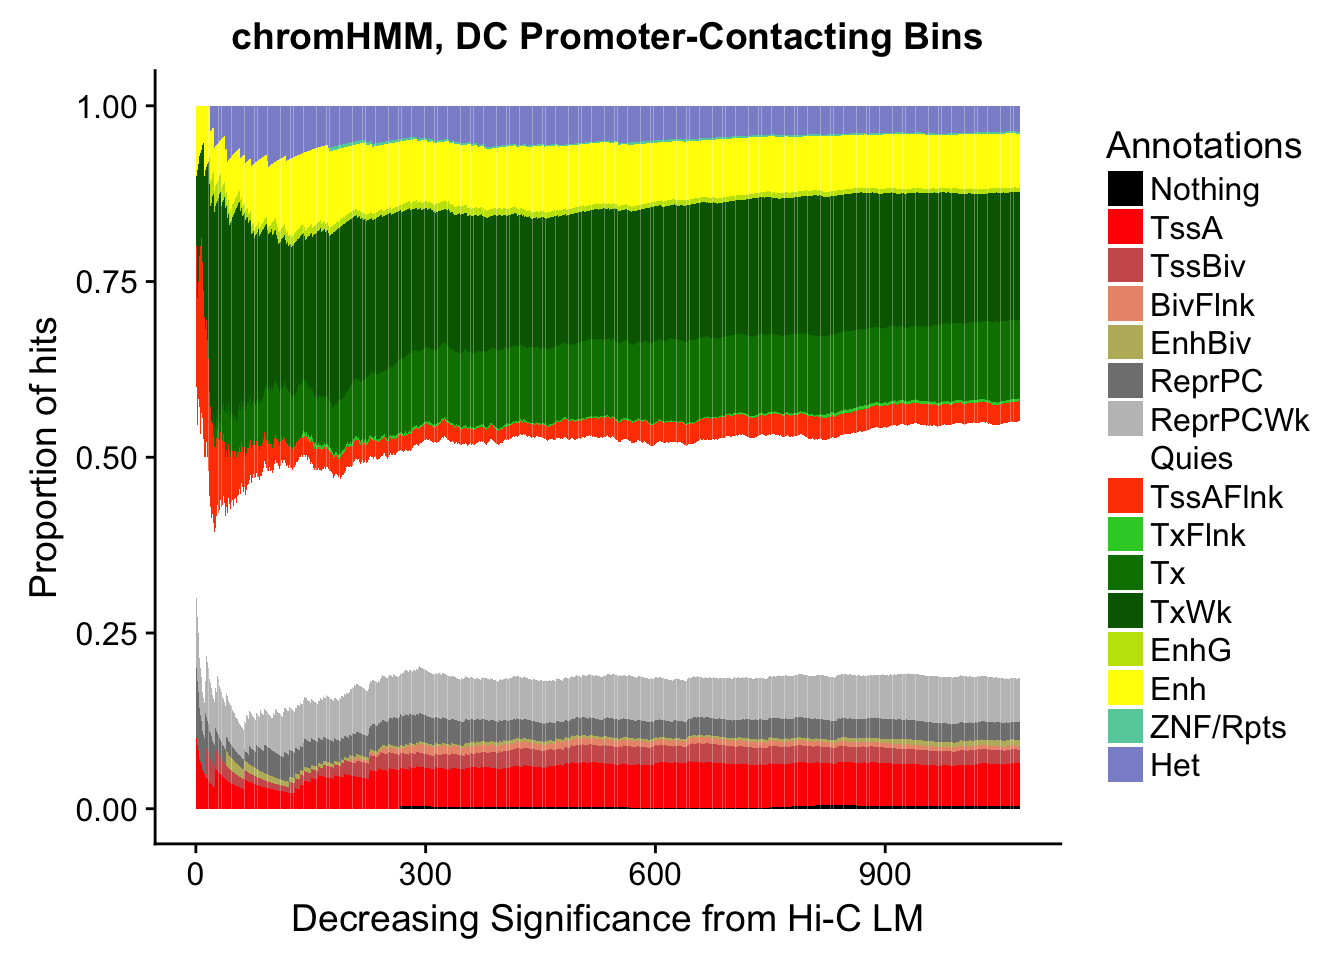 chromHMM, DC Promoter-Contacting Bins
Proportion of hits
1.00
0.75
0.50
0.25
0.00
0
300
600
900
Decreasing Significance from Hi-C LM
Annotations
Nothing
TssA
TssBiv
BivFlnk
EnhBiv
ReprPC
ReprPCWk
Quies
TssAFlnk
TxFlnk
Tx
TxWk
EnhG
Enh
ZNF/Rpts
Het